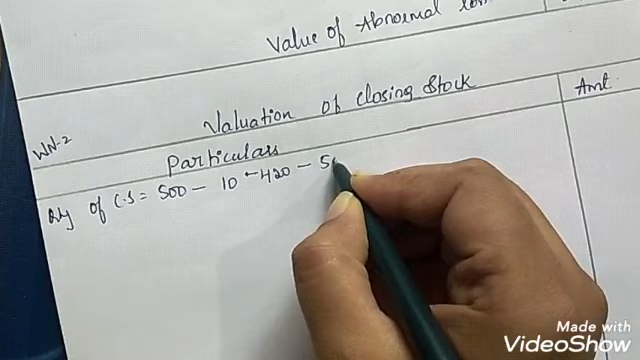 Value of Abnormal
WN-2
Valuation of Closing Stock
Particulars
Amt.
Qty of C.S = 500 - 10 - 420 - 5
Made with
VideoShow